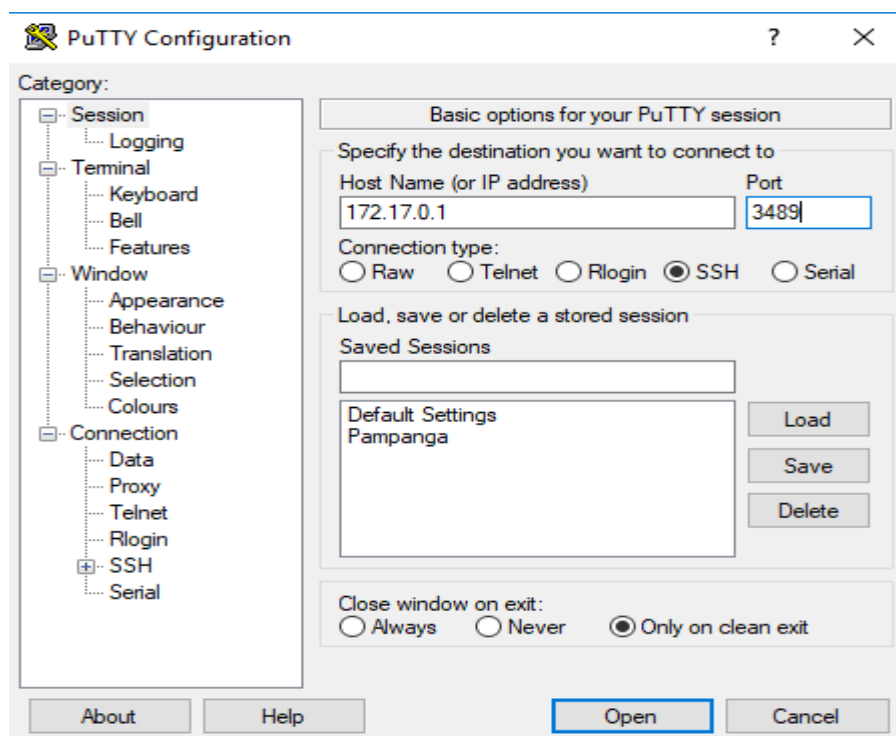 PuTTY Configuration
?
Category:
Session
Logging
Terminal
Keyboard
Bell
Features
Window
Appearance
Behaviour
Translation
Selection
Colours
Connection
Data
Proxy
Telnet
Rlogin
SSH
Serial
Basic options for your PuTTY session
Specify the destination you want to connect to
Host Name (or IP address) Port
172.17.0.1 3489
Connection type:
Raw Telnet Rlogin SSH Serial
Load, save or delete a stored session
Saved Sessions
Default Settings
Pampanga
Load
Save
Delete
Close window on exit:
Always Never Only on clean exit
About Help Open Cancel